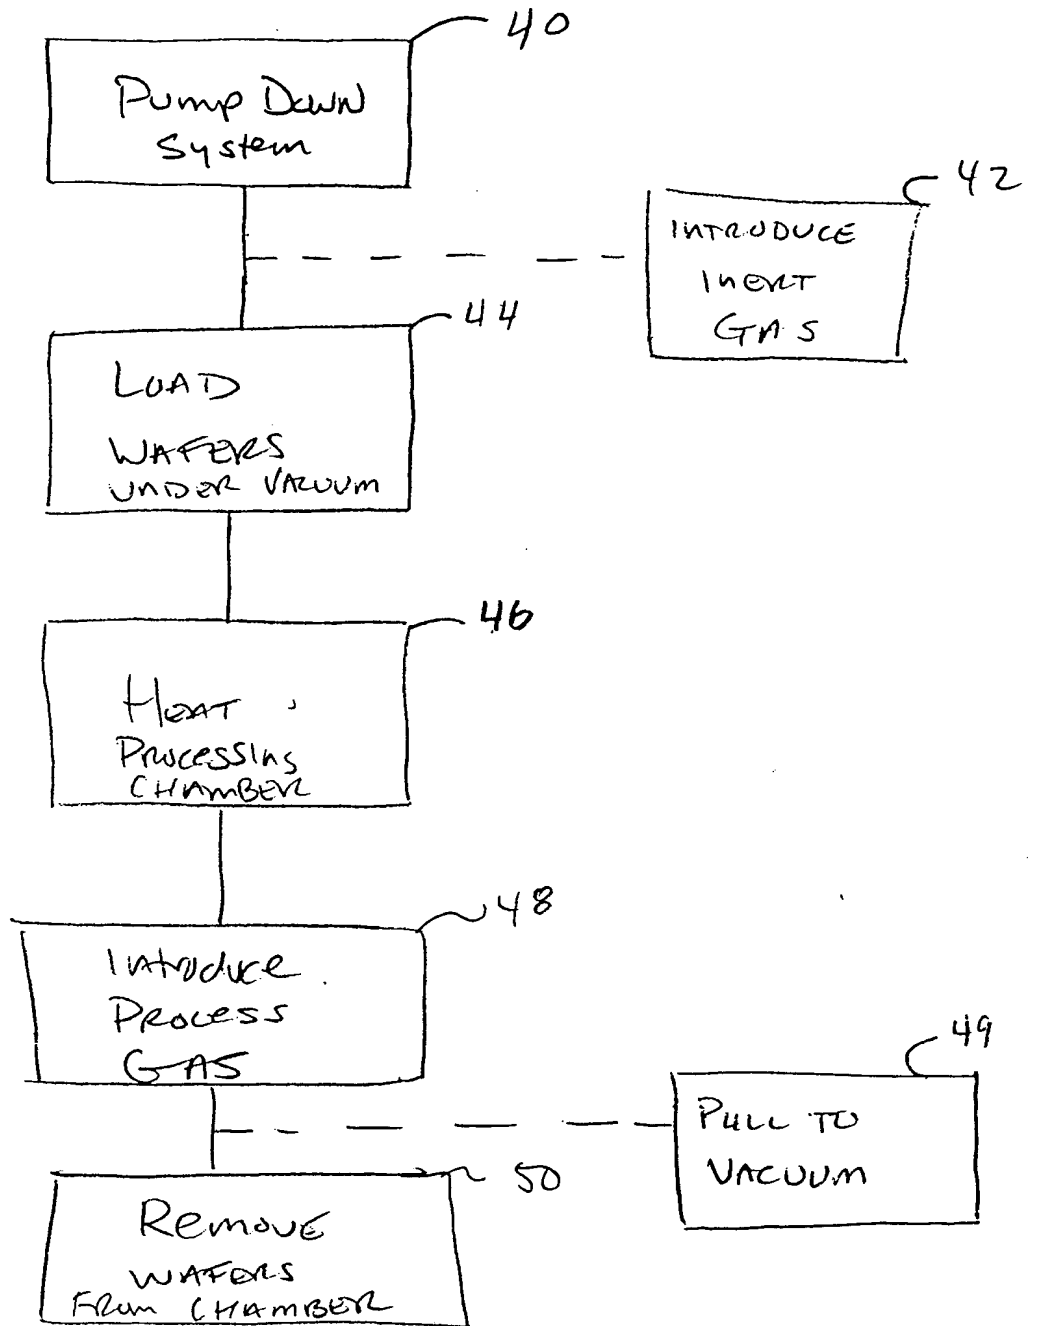 40
Pump Down
System
42
INTRODUCE
INERT
GAS
44
LOAD
WAFERS
UNDER VACUUM
46
HEAT
PROCESSING
CHAMBER
48
Introduce
PROCESS
GAS
49
PULL TO
VACUUM
50
REMOVE
WAFERS
FROM CHAMBER